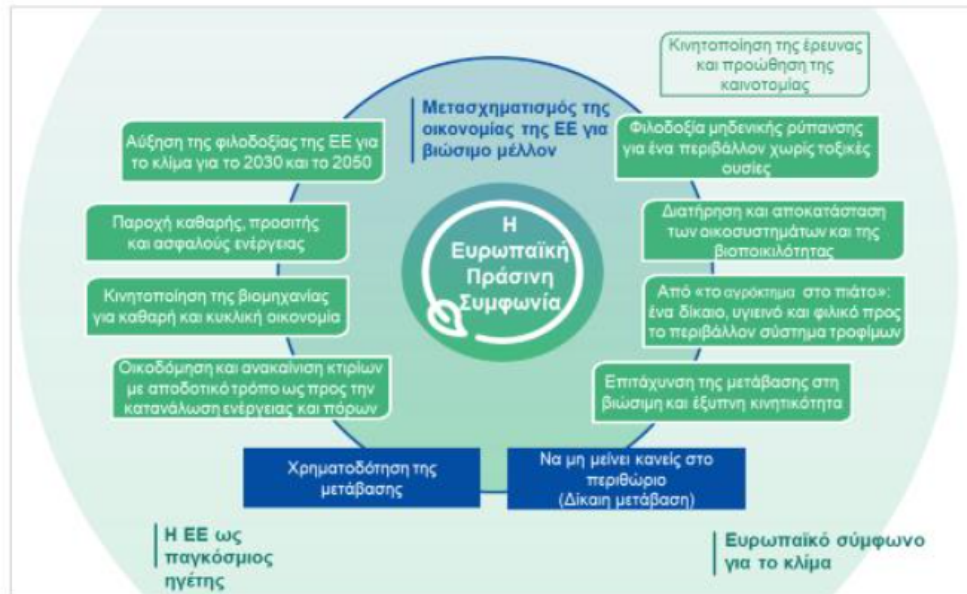 Κινητοποίηση της έρευνας
και προώθηση της
καινοτομίας
Μετασχηματισμός της
οικονομίας της ΕΕ για
βιώσιμο μέλλον
Αύξηση της φιλοδοξίας της ΕΕ για
το κλίμα για το 2030 και το 2050
Φιλοδοξία μηδενικής ρύπανσης
για ένα περιβάλλον χωρίς τοξικές
ουσίες
Παροχή καθαρής, προσιτής
και ασφαλούς ενέργειας
Η
Ευρωπαϊκή
Πράσινη
Συμφωνία
Διατήρηση και αποκατάσταση
των οικοσυστημάτων και της
βιοποικιλότητας
Κινητοποίηση της βιομηχανίας
για καθαρή και κυκλική οικονομία
Από «το αγρόκτημα στο πιάτο»:
ένα δίκαιο, υγιεινό και φιλικό προς
το περιβάλλον σύστημα τροφίμων
Οικοδόμηση και ανακαίνιση κτιρίων
με αποδοτικό τρόπο ως προς την
κατανάλωση ενέργειας και πόρων
Επιτάχυνση της μετάβασης στη
βιώσιμη και έξυπνη κινητικότητα
Χρηματοδότηση της
μετάβασης
Να μη μείνει κανείς στο
περιθώριο
(Δίκαιη μετάβαση)
Η ΕΕ ως
παγκόσμιος
ηγέτης
Ευρωπαϊκό σύμφωνο
για το κλίμα